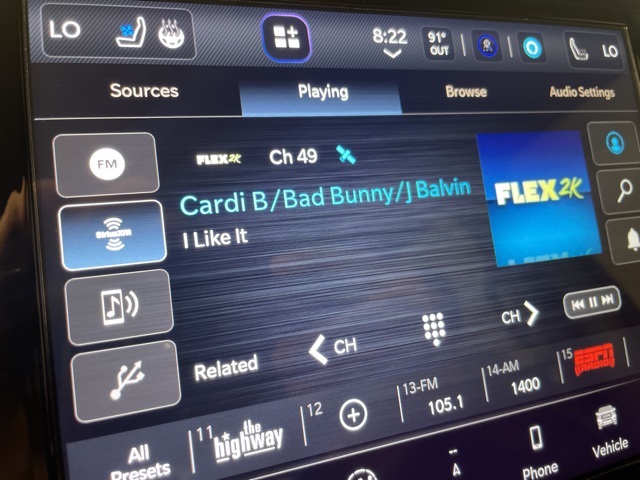 LO
8:22
91°
OUT
LO
Sources
Playing
Browse
Audio Settings
FM
FLEX2K
Ch 49
Cardi B/Bad Bunny/J Balvin
I Like It
FLEX2K
SiriusXM
CH
CH
Related
All
Presets
11
the
highway
12
13-FM
105.1
14-AM
1400
15
ESPN
RADIO
Phone
Vehicle